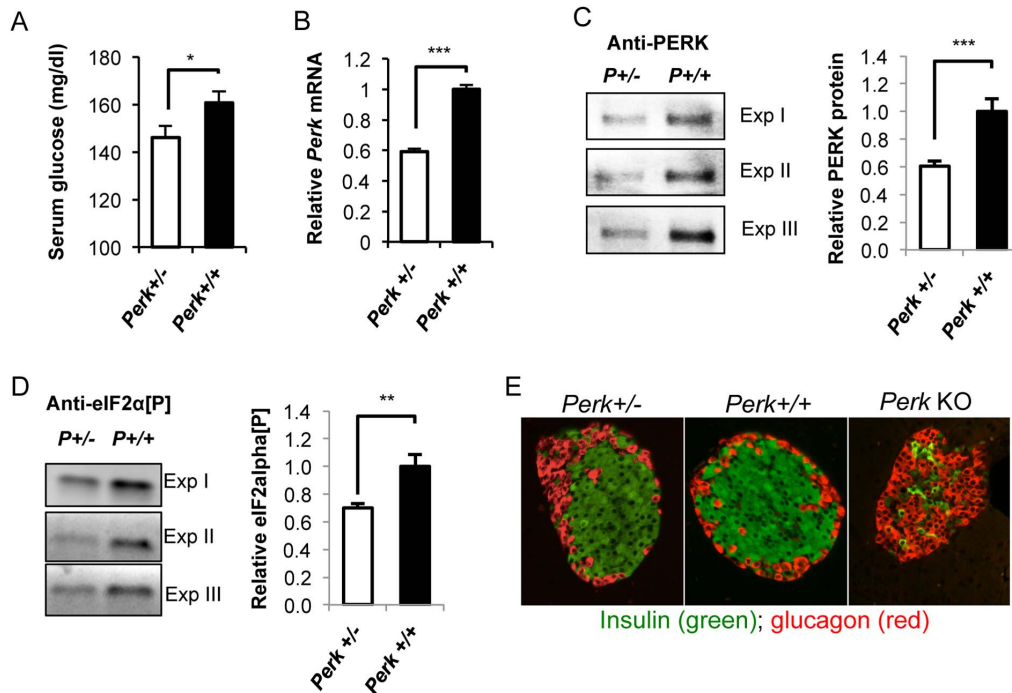 A
Serum glucose (mg/dl)
180
160
140
120
100
*
Perk+/-
Perk+/+
B
Relative Perk mRNA
1.2
1
0.8
0.6
0.4
0.2
0
***
Perk +/-
Perk +/+
C
Anti-PERK
P+/- P+/+
Exp I
Exp II
Exp III
Relative PERK protein
1.4
1.2
1.0
0.8
0.6
0.4
0.2
0.0
***
Perk +/-
Perk +/+
D
Anti-eIF2α[P]
P+/- P+/+
Exp I
Exp II
Exp III
Relative eIF2alpha[P]
1.4
1.2
1.0
0.8
0.6
0.4
0.2
0.0
**
Perk +/-
Perk +/+
E
Perk+/- Perk+/+ Perk KO
Insulin (green); glucagon (red)